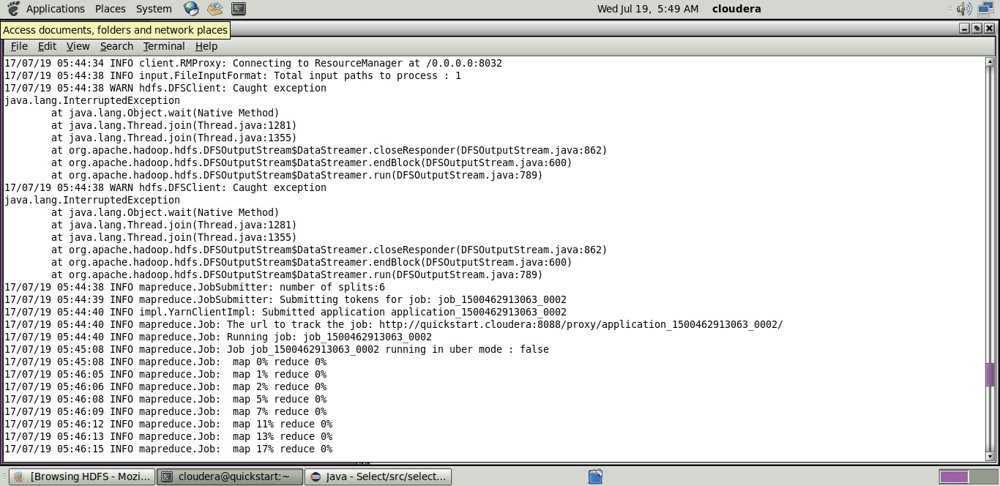 Applications Places System Wed Jul 19, 5:49 AM cloudera
Access documents, folders and network places
File Edit View Search Terminal Help
17/07/19 05:44:34 INFO client.RMProxy: Connecting to ResourceManager at /0.0.0.0:8032
17/07/19 05:44:38 INFO input.FileInputFormat: Total input paths to process : 1
17/07/19 05:44:38 WARN hdfs.DFSClient: Caught exception
java.lang.InterruptedException
        at java.lang.Object.wait(Native Method)
        at java.lang.Thread.join(Thread.java:1281)
        at java.lang.Thread.join(Thread.java:1355)
        at org.apache.hadoop.hdfs.DFSOutputStream$DataStreamer.closeResponder(DFSOutputStream.java:862)
        at org.apache.hadoop.hdfs.DFSOutputStream$DataStreamer.endBlock(DFSOutputStream.java:600)
        at org.apache.hadoop.hdfs.DFSOutputStream$DataStreamer.run(DFSOutputStream.java:789)
17/07/19 05:44:38 WARN hdfs.DFSClient: Caught exception
java.lang.InterruptedException
        at java.lang.Object.wait(Native Method)
        at java.lang.Thread.join(Thread.java:1281)
        at java.lang.Thread.join(Thread.java:1355)
        at org.apache.hadoop.hdfs.DFSOutputStream$DataStreamer.closeResponder(DFSOutputStream.java:862)
        at org.apache.hadoop.hdfs.DFSOutputStream$DataStreamer.endBlock(DFSOutputStream.java:600)
        at org.apache.hadoop.hdfs.DFSOutputStream$DataStreamer.run(DFSOutputStream.java:789)
17/07/19 05:44:38 INFO mapreduce.JobSubmitter: number of splits:6
17/07/19 05:44:39 INFO mapreduce.JobSubmitter: Submitting tokens for job: job_1500462913063_0002
17/07/19 05:44:40 INFO impl.YarnClientImpl: Submitted application application_1500462913063_0002
17/07/19 05:44:40 INFO mapreduce.Job: The url to track the job: http://quickstart.cloudera:8088/proxy/application_1500462913063_0002/
17/07/19 05:44:40 INFO mapreduce.Job: Running job: job_1500462913063_0002
17/07/19 05:45:08 INFO mapreduce.Job: Job job_1500462913063_0002 running in uber mode : false
17/07/19 05:45:08 INFO mapreduce.Job:  map 0% reduce 0%
17/07/19 05:46:05 INFO mapreduce.Job:  map 1% reduce 0%
17/07/19 05:46:06 INFO mapreduce.Job:  map 2% reduce 0%
17/07/19 05:46:08 INFO mapreduce.Job:  map 5% reduce 0%
17/07/19 05:46:09 INFO mapreduce.Job:  map 7% reduce 0%
17/07/19 05:46:12 INFO mapreduce.Job:  map 11% reduce 0%
17/07/19 05:46:13 INFO mapreduce.Job:  map 13% reduce 0%
17/07/19 05:46:15 INFO mapreduce.Job:  map 17% reduce 0%
[Browsing HDFS - Mozi... cloudera@quickstart:~ Java - Select/src/select...